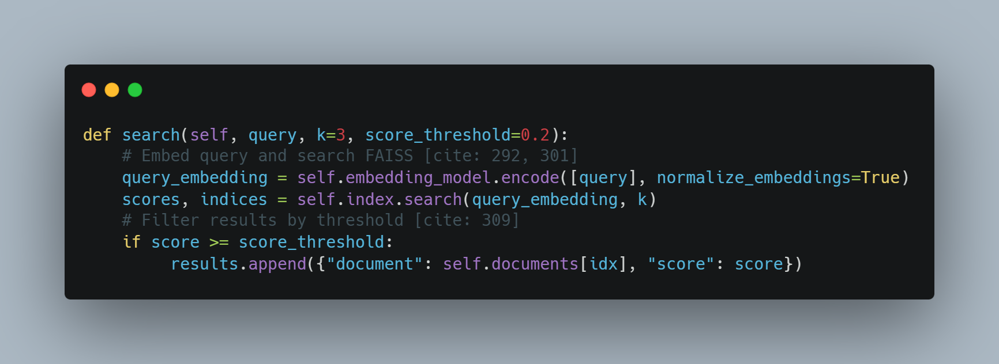 def search(self, query, k=3, score_threshold=0.2):
    # Embed query and search FAISS [cite: 292, 301]
    query_embedding = self.embedding_model.encode([query], normalize_embeddings=True)
    scores, indices = self.index.search(query_embedding, k)
    # Filter results by threshold [cite: 309]
    if score >= score_threshold:
         results.append({"document": self.documents[idx], "score": score})